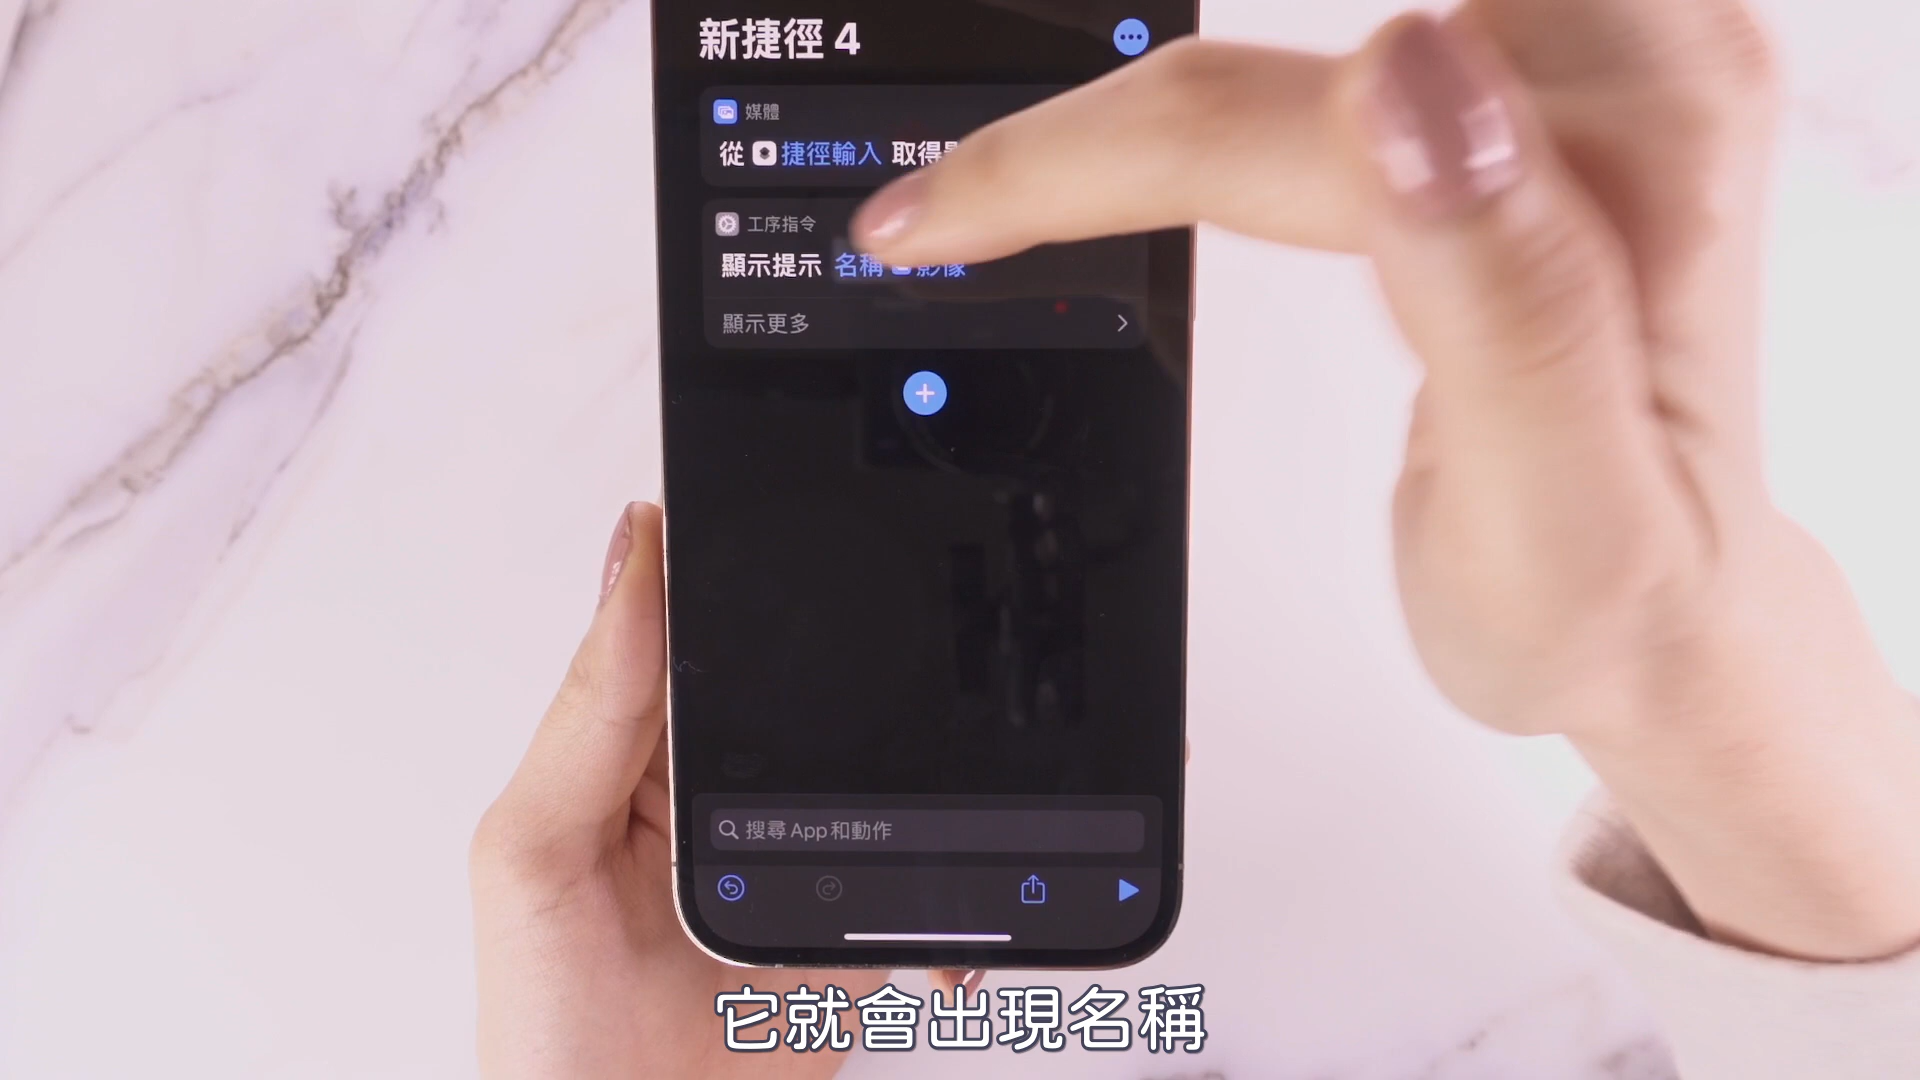 新捷徑 4
媒體
從 捷徑輸入 取得
工序指令
顯示提示 名稱 影像
顯示更多
搜尋 App 和動作
它就會出現名稱